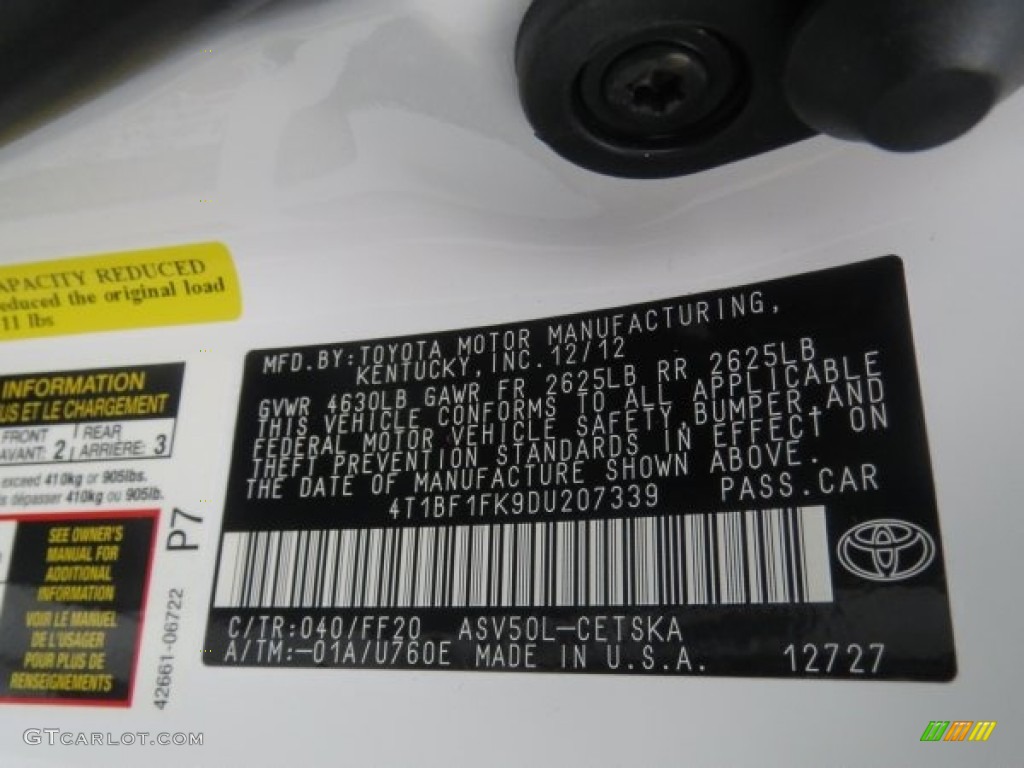 APACITY REDUCED
educed the original load
11 lbs
INFORMATION
US ET LE CHARGEMENT
FRONT 2 REAR 3
AVANT: ARRIÈRE:
exceed 410kg or 905lbs.
dépasser 410kg ou 905lb.
SEE OWNER'S
MANUAL FOR
ADDITIONAL
INFORMATION
VOIR LE MANUEL
DE L'USAGER
POUR PLUS DE
RENSEIGNEMENTS
P7
42661-06722
MFD. BY: TOYOTA MOTOR MANUFACTURING,
KENTUCKY, INC. 12/12
GVWR 4630LB GAWR FR 2625LB RR 2625LB
THIS VEHICLE CONFORMS TO ALL APPLICABLE
FEDERAL MOTOR VEHICLE SAFETY, BUMPER, AND
THEFT PREVENTION STANDARDS IN EFFECT ON
THE DATE OF MANUFACTURE SHOWN ABOVE.
4T1BF1FK9DU207339 PASS. CAR
C/TR: 040/FF20 ASV50L-CETSKA
A/TM: -01A/U760E MADE IN U.S.A. 12727
GTCARLOT.COM